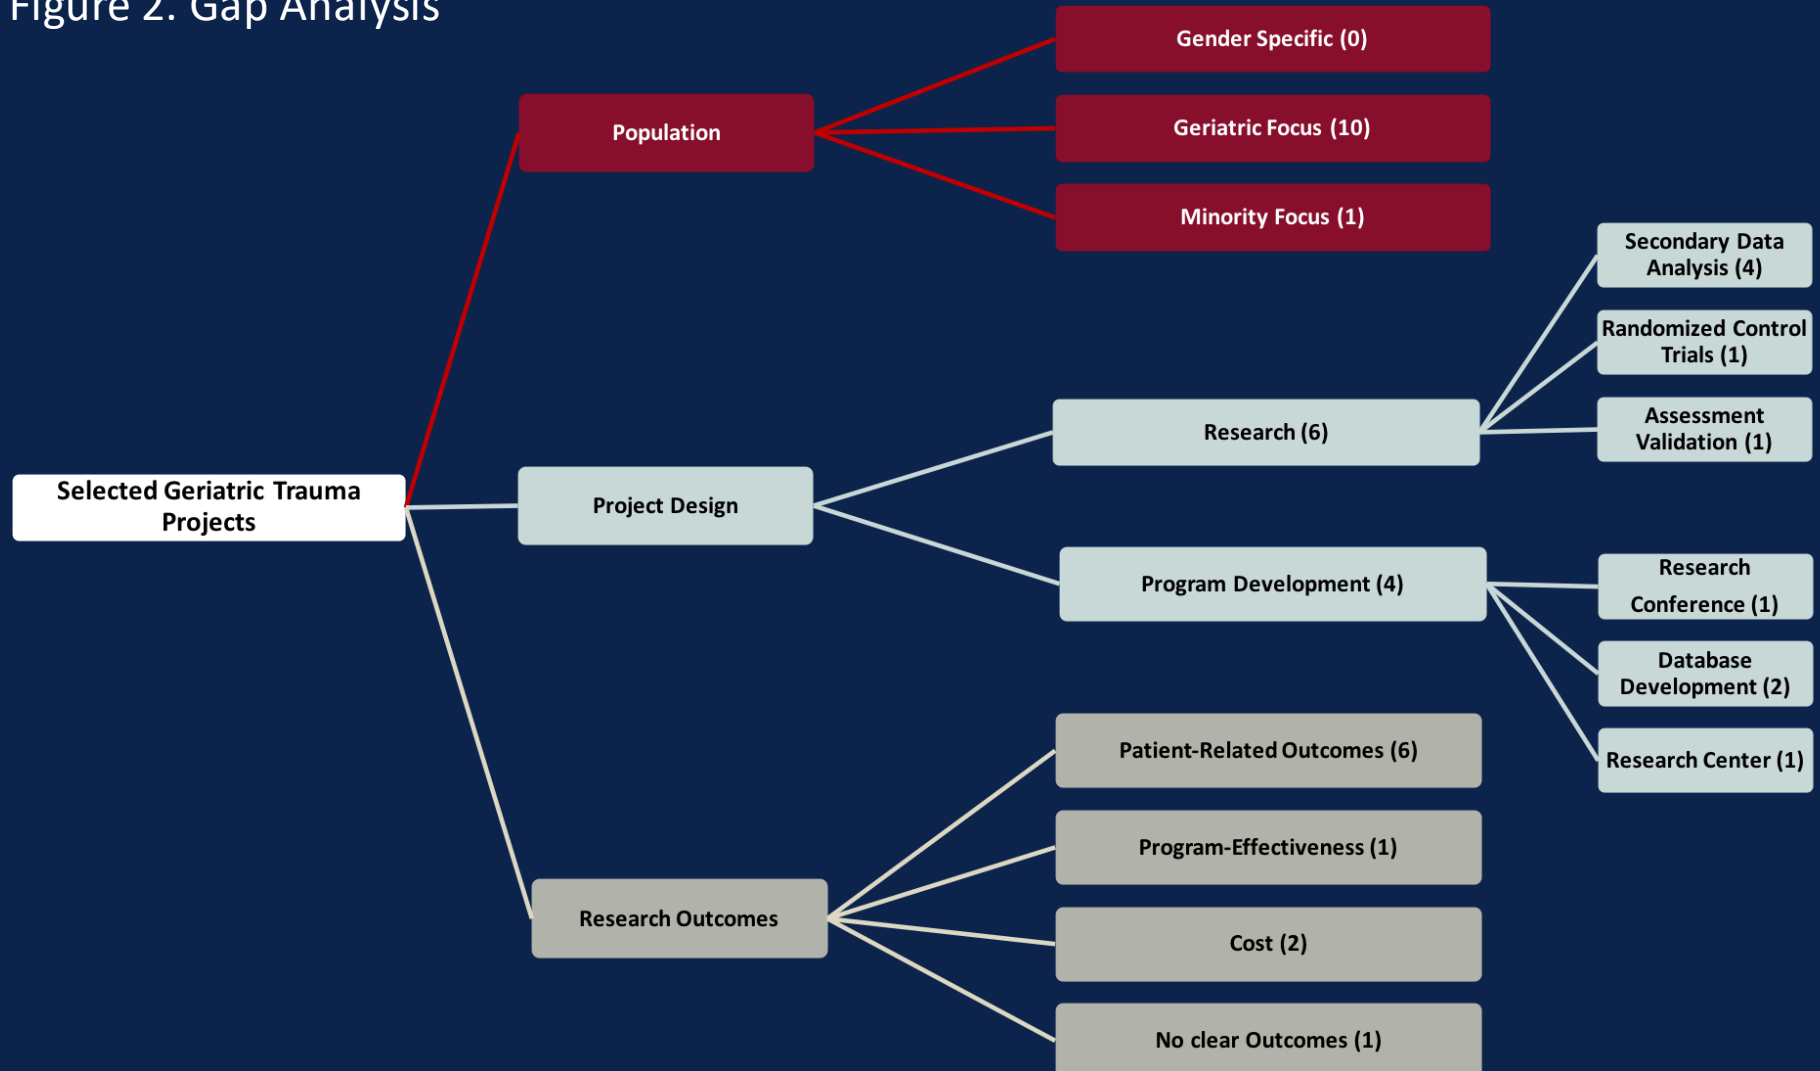 Figure 2. Gap Analysis
Gender Specific (0)
Population
Geriatric Focus (10)
Minority Focus (1)
Secondary Data
Analysis (4)
Randomized Control
Trials (1)
Assessment
Validation (1)
Research (6)
Selected Geriatric Trauma
Projects
Project Design
Program Development (4)
Research
Conference (1)
Database
Development (2)
Research Center (1)
Patient-Related Outcomes (6)
Program-Effectiveness (1)
Research Outcomes
Cost (2)
No clear Outcomes (1)